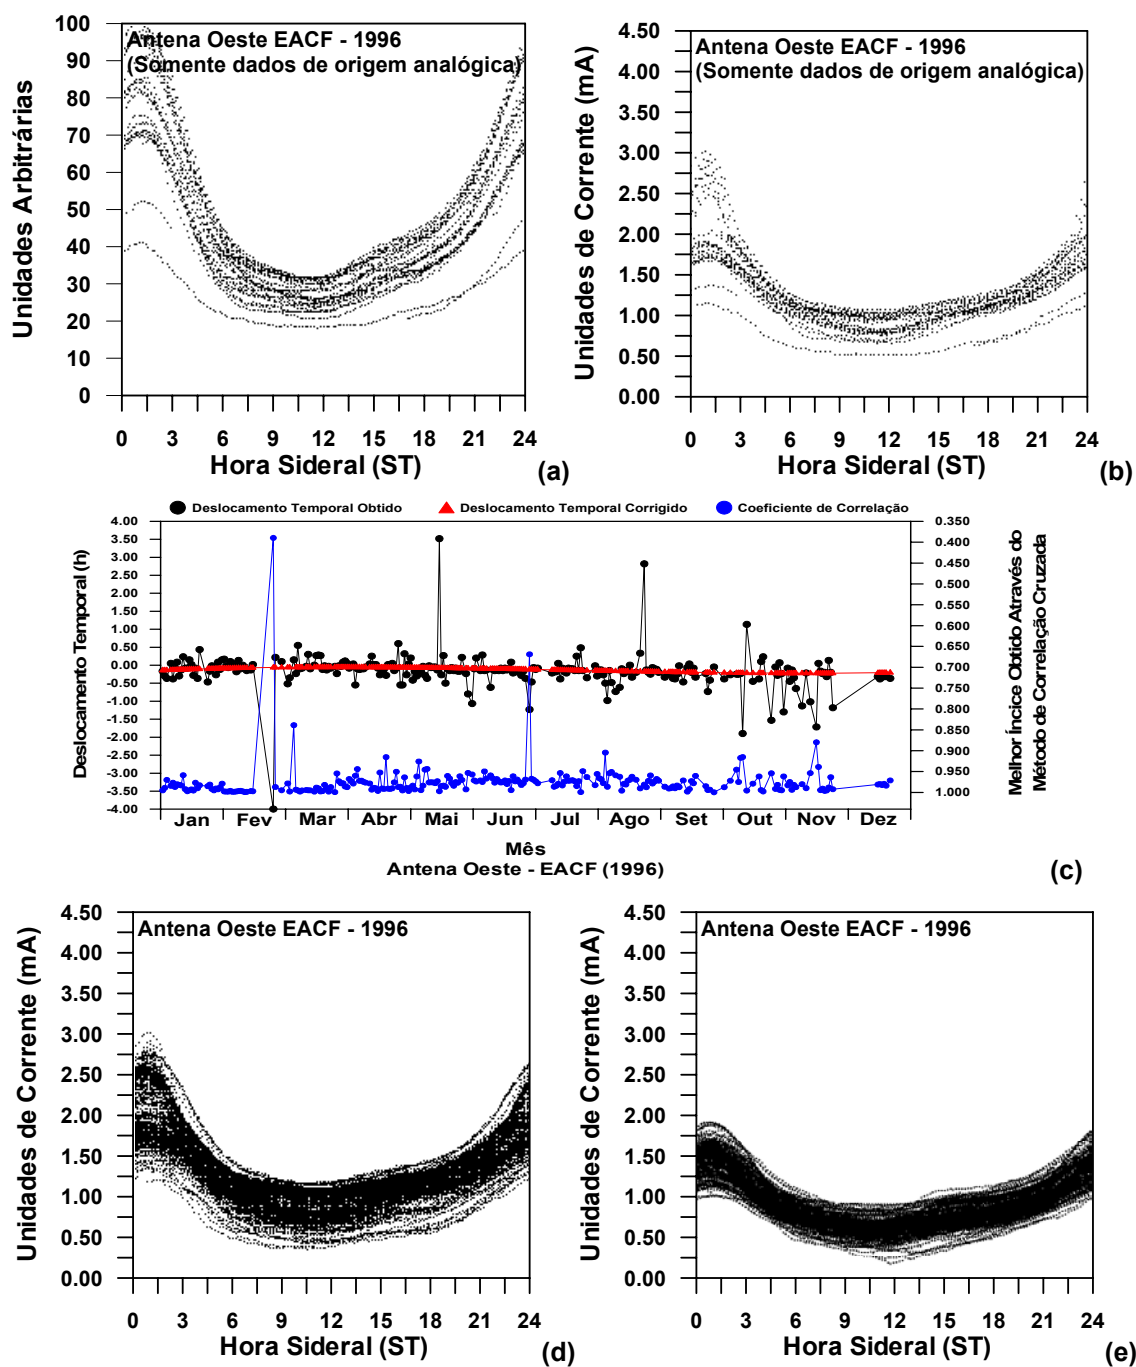 Antena Oeste EACF - 1996
(Somente dados de origem analógica)
Unidades Arbitrárias
100
90
80
70
60
50
40
30
20
10
0
0 3 6 9 12 15 18 21 24
Hora Sideral (ST)
(a)
Antena Oeste EACF - 1996
(Somente dados de origem analógica)
Unidades de Corrente (mA)
4.50
4.00
3.50
3.00
2.50
2.00
1.50
1.00
0.50
0.00
0 3 6 9 12 15 18 21 24
Hora Sideral (ST)
(b)
Deslocamento Temporal Obtido Deslocamento Temporal Corrigido Coeficiente de Correlação
Deslocamento Temporal (h)
4.00
3.50
3.00
2.50
2.00
1.50
1.00
0.50
0.00
-0.50
-1.00
-1.50
-2.00
-2.50
-3.00
-3.50
-4.00
0.350
0.400
0.450
0.500
0.550
0.600
0.650
0.700
0.750
0.800
0.850
0.900
0.950
1.000
Melhor Índice Obtido Através do
Método de Correlação Cruzada
Jan Fev Mar Abr Mai Jun Jul Ago Set Out Nov Dez
Mês
Antena Oeste - EACF (1996)
(c)
Antena Oeste EACF - 1996
Unidades de Corrente (mA)
4.50
4.00
3.50
3.00
2.50
2.00
1.50
1.00
0.50
0.00
0 3 6 9 12 15 18 21 24
Hora Sideral (ST)
(d)
Antena Oeste EACF - 1996
Unidades de Corrente (mA)
4.50
4.00
3.50
3.00
2.50
2.00
1.50
1.00
0.50
0.00
0 3 6 9 12 15 18 21 24
Hora Sideral (ST)
(e)